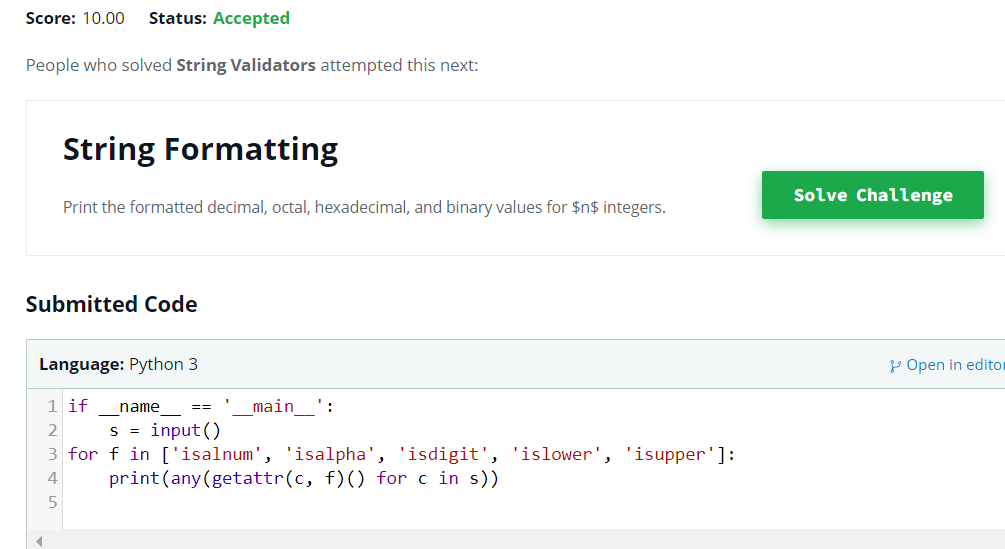 Score: 10.00 Status: Accepted
People who solved String Validators attempted this next:
String Formatting
Print the formatted decimal, octal, hexadecimal, and binary values for $n$ integers.
Solve Challenge
Submitted Code
Language: Python 3
Open in editor
1 if __name__ == '__main__':
2     s = input()
3 for f in ['isalnum', 'isalpha', 'isdigit', 'islower', 'isupper']:
4     print(any(getattr(c, f)() for c in s))
5